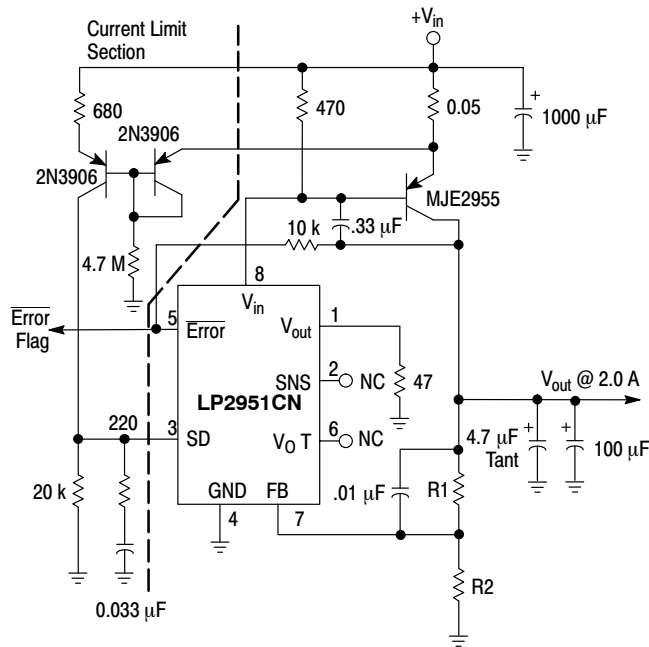 Current Limit
Section
+Vin
680
470
0.05
+
1000 µF
2N3906
2N3906
MJE2955
10 k
.33 µF
4.7 M
8
Vin
Error
Flag
5
Error
Vout
1
SNS
2
NC
47
LP2951CN
Vout @ 2.0 A
220
3
SD
VO T
6
NC
4.7 µF
Tant
+
+
100 µF
20 k
GND
FB
.01 µF
R1
4
7
R2
0.033 µF